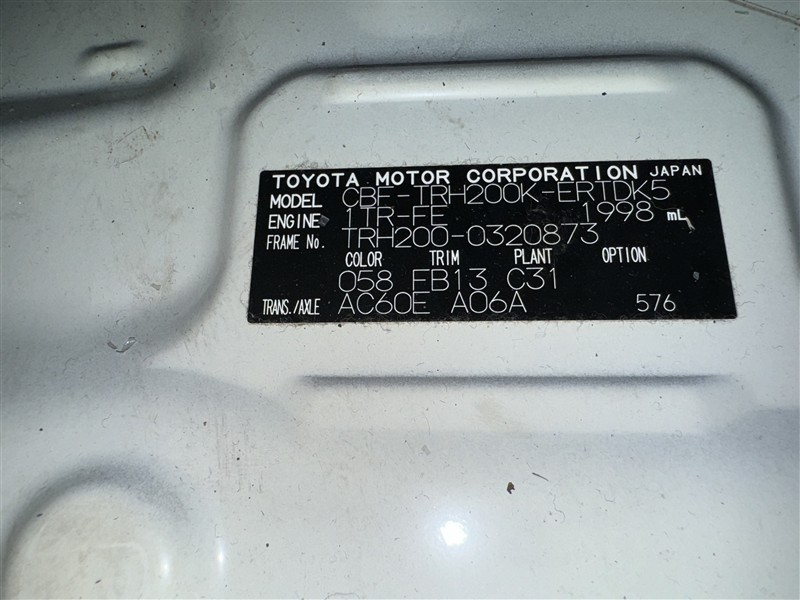 TOYOTA MOTOR CORPORATION JAPAN
MODEL CBF-TRH200K-ERTDK5
ENGINE 1TR-FE 1998 mL
FRAME No. TRH200-0320873
COLOR TRIM PLANT OPTION
058 FB13 C31
TRANS./AXLE AC60E A06A 576